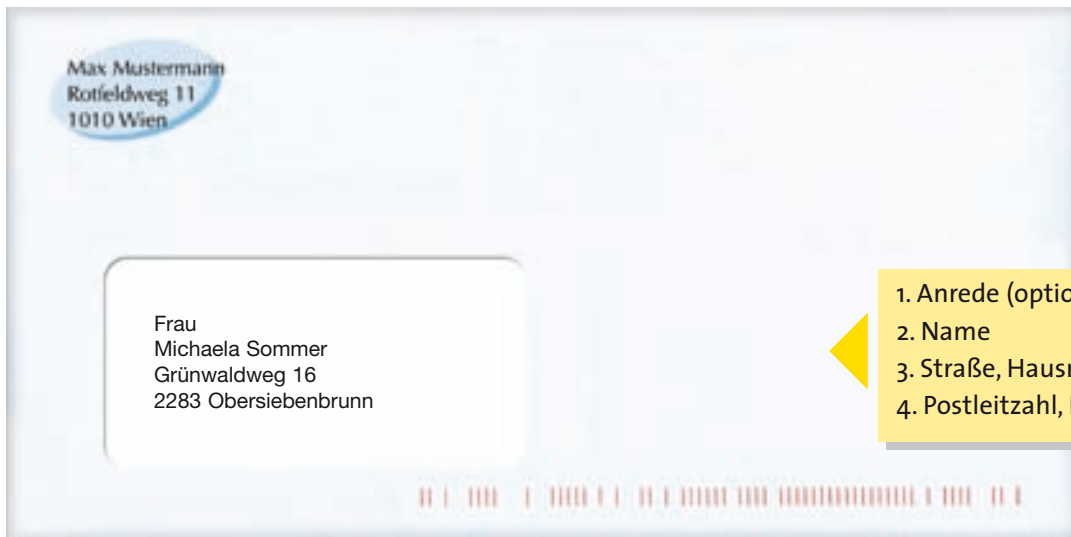 Max Mustermann
Rotfeldweg 11
1010 Wien
Frau
Michaela Sommer
Grünwaldweg 16
2283 Obersiebenbrunn
1. Anrede (optio
2. Name
3. Straße, Hausn
4. Postleitzahl,